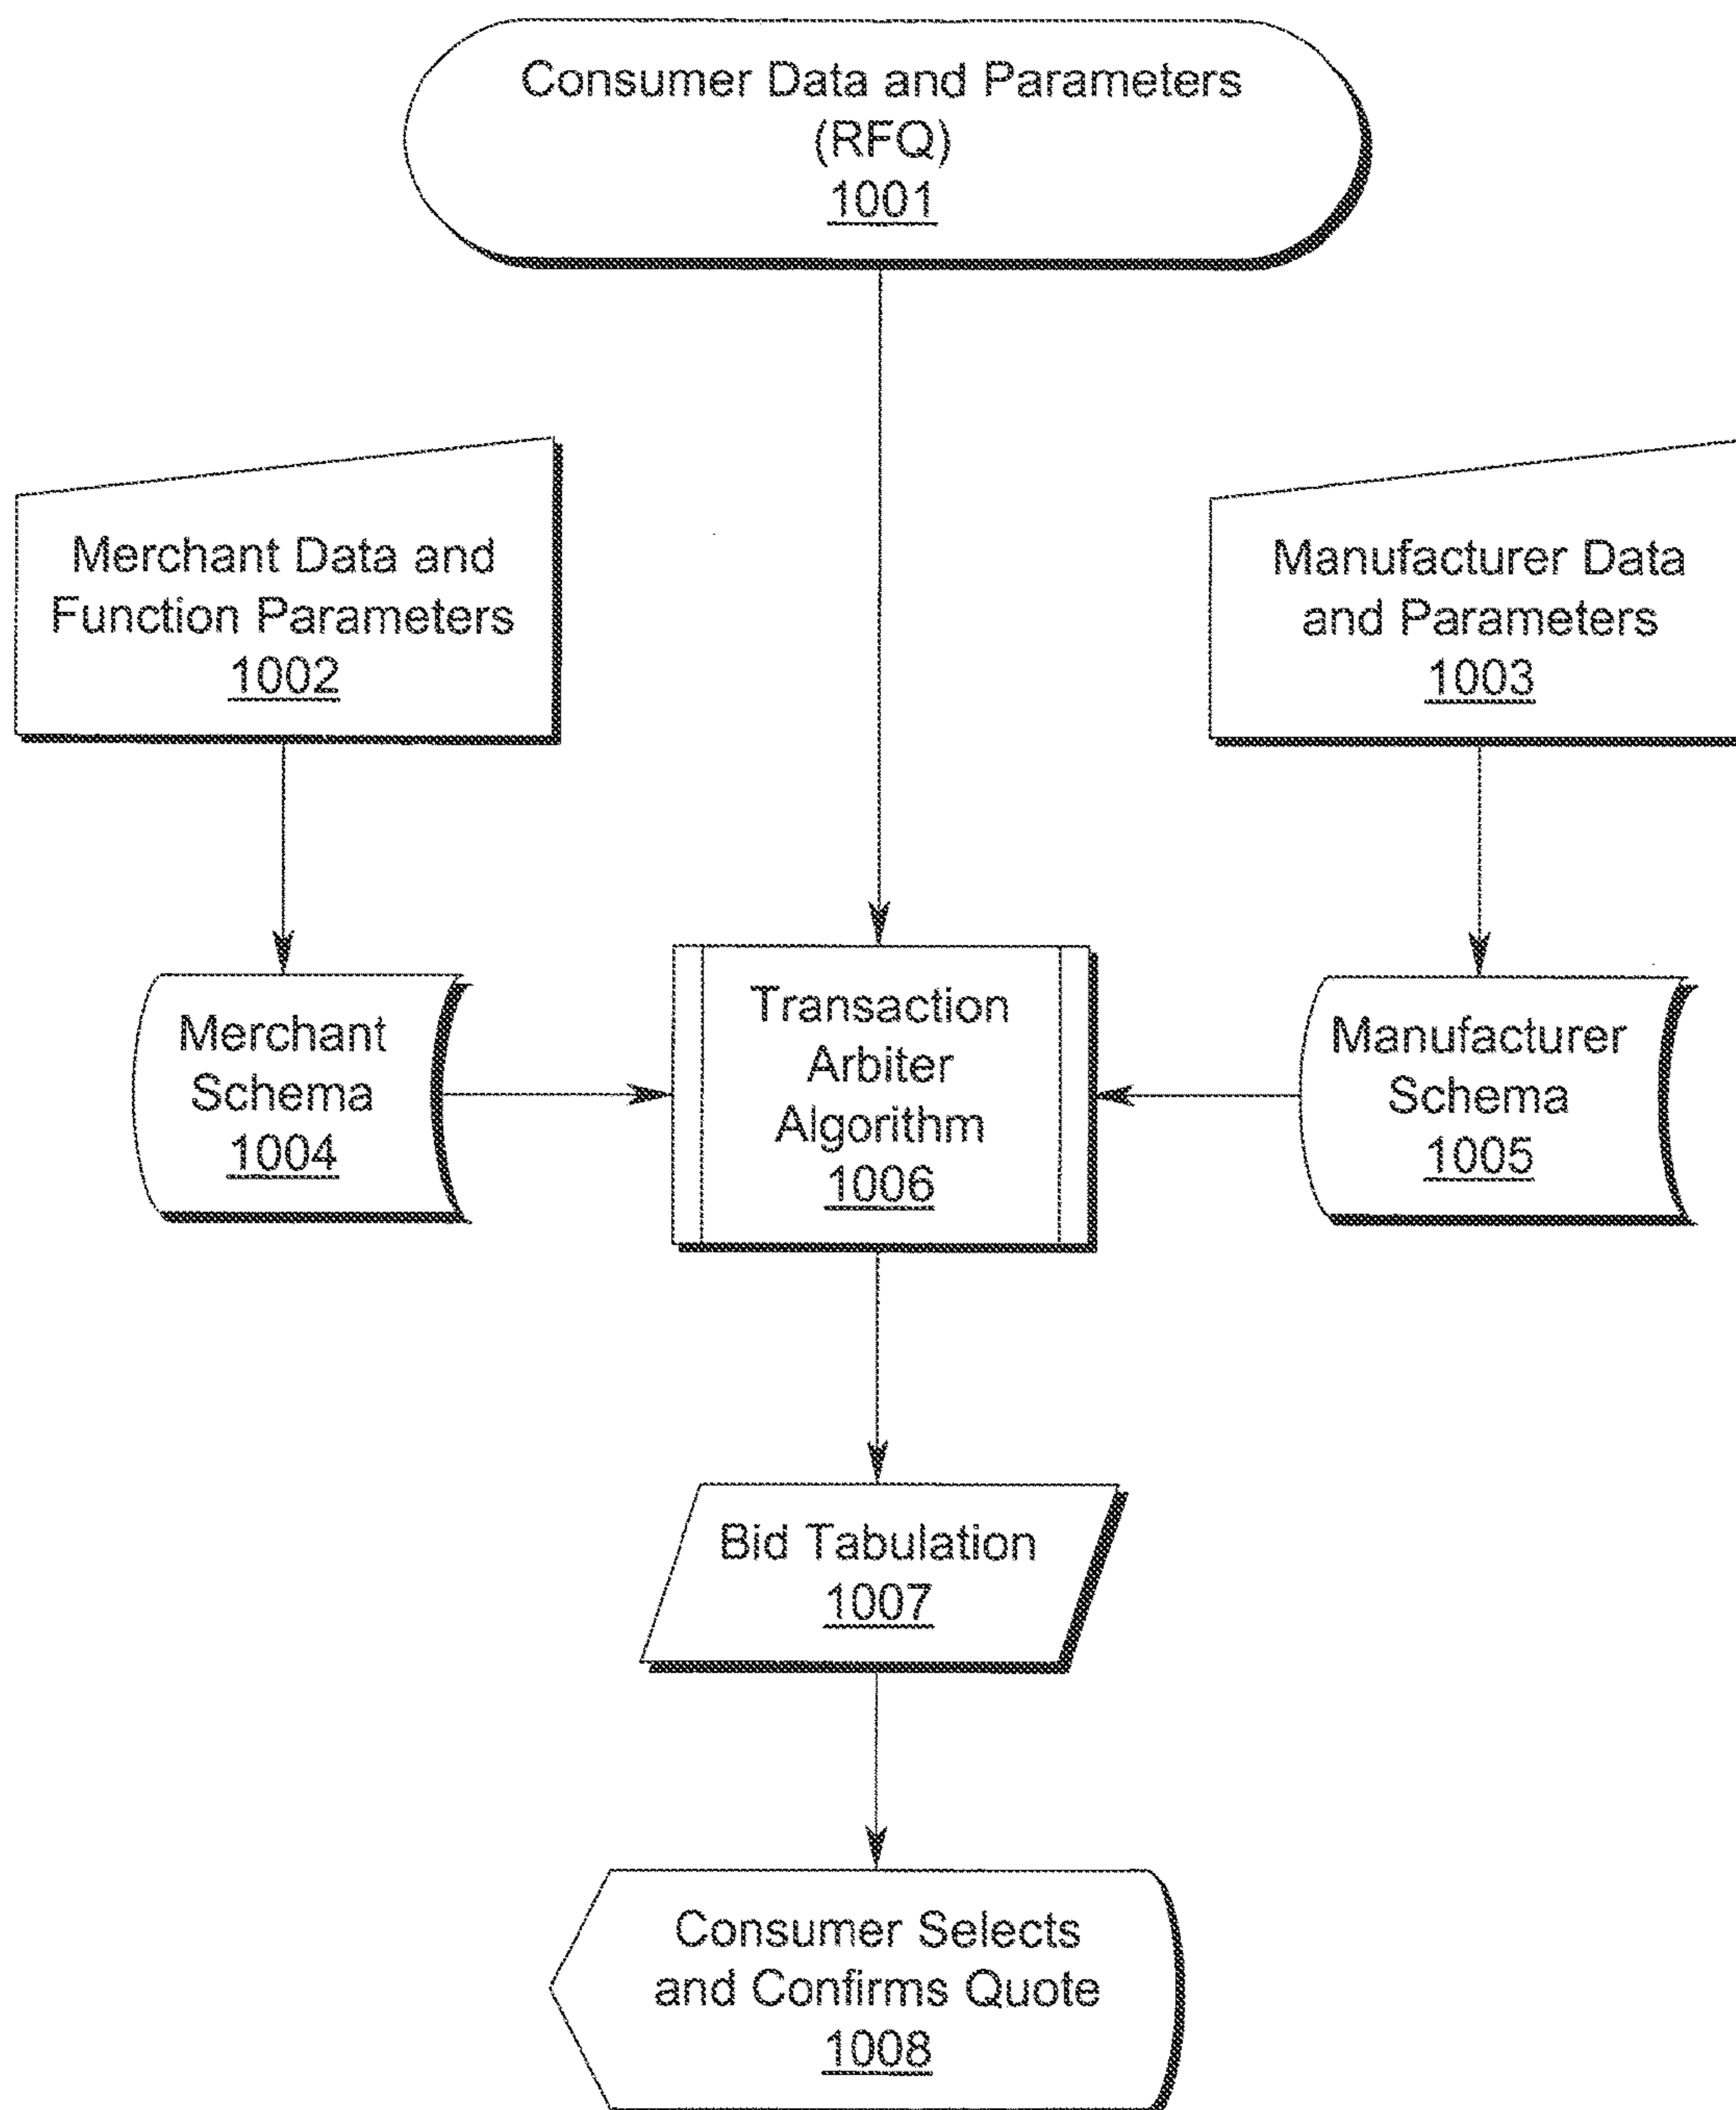 Consumer Data and Parameters
(RFQ)
1001
Merchant Data and
Function Parameters
1002
Manufacturer Data
and Parameters
1003
Merchant
Schema
1004
Transaction
Arbiter
Algorithm
1006
Manufacturer
Schema
1005
Bid Tabulation
1007
Consumer Selects
and Confirms Quote
1008